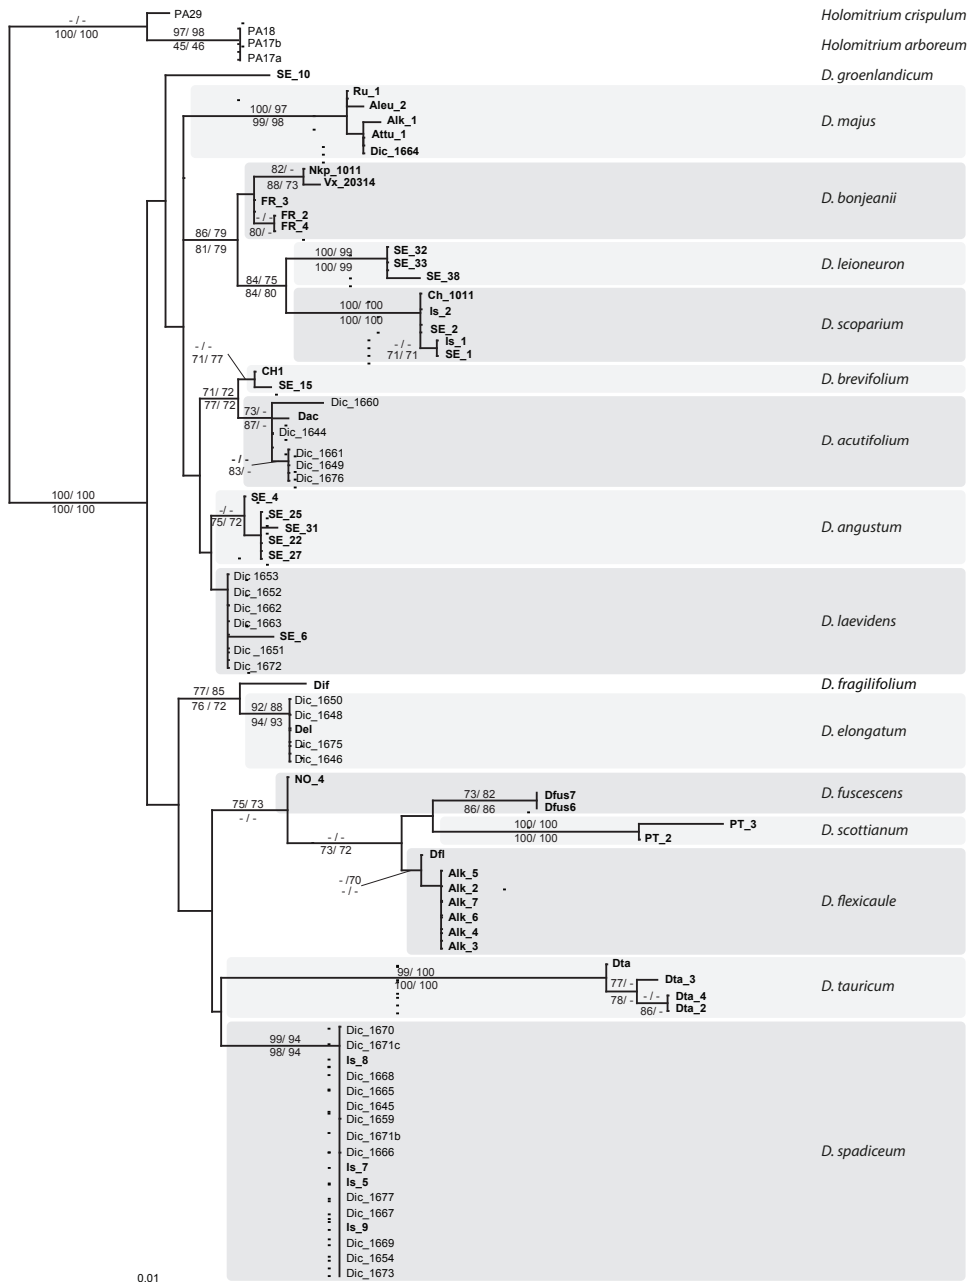 PA29
Holomitrium crispulum
- / -
100/ 100
97/ 98
45/ 46
PA18
PA17b
PA17a
Holomitrium arboreum
SE_10
D. groenlandicum
100/ 97
99/ 98
Ru_1
Aleu_2
Alk_1
Attu_1
Dic_1664
D. majus
82/ -
88/ 73
Nkp_1011
Vx_20314
FR_3
- / -
80/ -
FR_2
FR_4
D. bonjeanii
86/ 79
81/ 79
100/ 99
100/ 99
SE_32
SE_33
SE_38
D. leioneuron
84/ 75
84/ 80
100/ 100
100/ 100
Ch_1011
Is_2
SE_2
- / -
71/ 71
Is_1
SE_1
D. scoparium
- / -
71/ 77
CH1
SE_15
D. brevifolium
71/ 72
77/ 72
73/ -
87/ -
Dic_1660
Dac
Dic_1644
- / -
83/ -
Dic_1661
Dic_1649
Dic_1676
D. acutifolium
100/ 100
100/ 100
-/ -
75/ 72
SE_4
SE_25
SE_31
SE_22
SE_27
D. angustum
Dic 1653
Dic_1652
Dic_1662
Dic_1663
SE_6
Dic _1651
Dic_1672
D. laevidens
77/ 85
76 / 72
Dif
D. fragilifolium
92/ 88
94/ 93
Dic_1650
Dic_1648
Del
Dic_1675
Dic_1646
D. elongatum
75/ 73
- / -
NO_4
73/ 82
86/ 86
Dfus7
Dfus6
D. fuscescens
- / -
73/ 72
100/ 100
100/ 100
PT_3
PT_2
D. scottianum
- /70
- / -
Dfl
Alk_5
Alk_2
Alk_7
Alk_6
Alk_4
Alk_3
D. flexicaule
99/ 100
100/ 100
Dta
77/ -
78/ -
Dta_3
- / -
86/ -
Dta_4
Dta_2
D. tauricum
99/ 94
98/ 94
Dic_1670
Dic_1671c
Is_8
Dic_1668
Dic_1665
Dic_1645
Dic_1659
Dic_1671b
Dic_1666
Is_7
Is_5
Dic_1677
Dic_1667
Is_9
Dic_1669
Dic_1654
Dic_1673
D. spadiceum
0.01